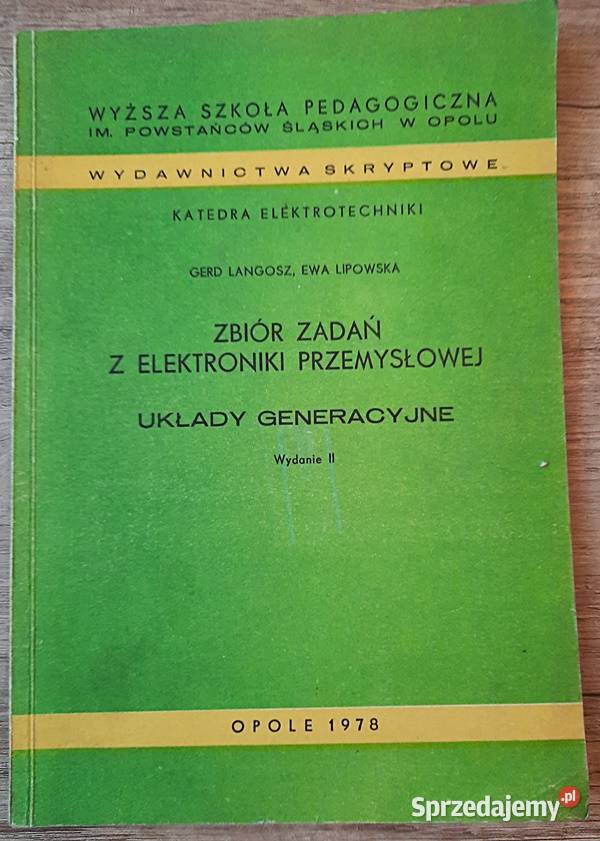 WYŻSZA SZKOŁA PEDAGOGICZNA
IM. POWSTAŃCÓW ŚLĄSKICH W OPOLU
WYDAWNICTWA SKRYPTOWE
KATEDRA ELEKTROTECHNIKI
GERD LANGOSZ, EWA LIPOWSKA
ZBIÓR ZADAŃ
Z ELEKTRONIKI PRZEMYSŁOWEJ
UKŁADY GENERACYJNE
Wydanie II
OPOLE 1978
Sprzedajemy.pl